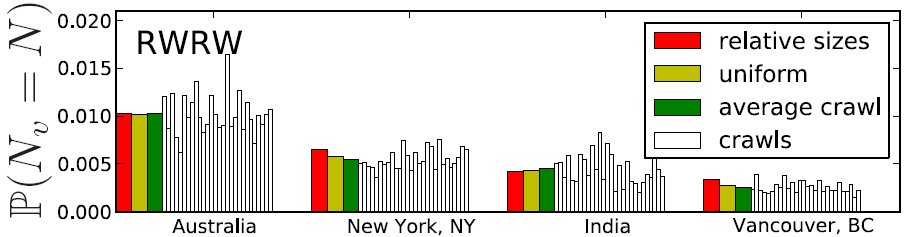 ℙ(N_v = N)
0.020
0.015
0.010
0.005
0.000
RWRW
relative sizes
uniform
average crawl
crawls
Australia
New York, NY
India
Vancouver, BC